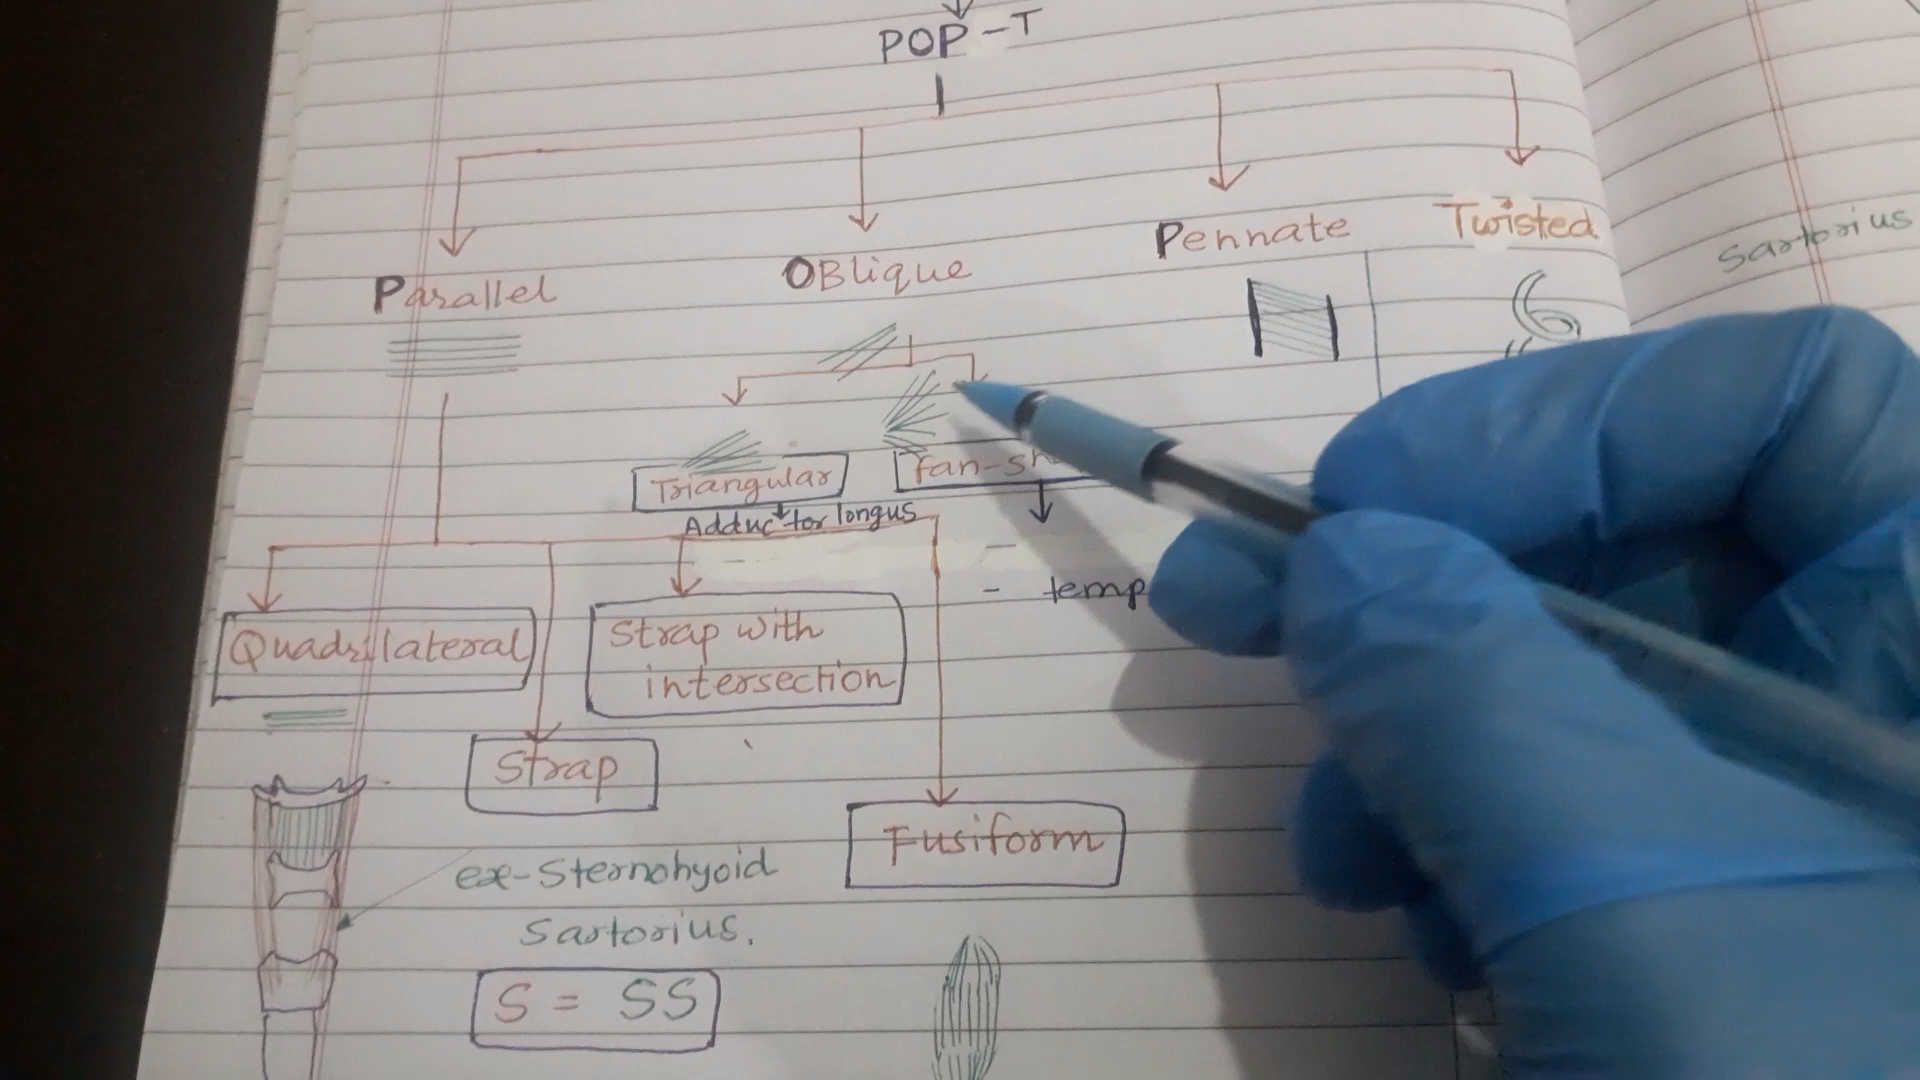 POP-T
Parallel
OBlique
Pennate
Twisted
Sartorius
Triangular
fan-sh
Adductor longus
-
-
- temp
Quadrilateral
Strap with
intersection
Strap
Fusiform
ex-Sternohyoid
Sartorius.
S = SS